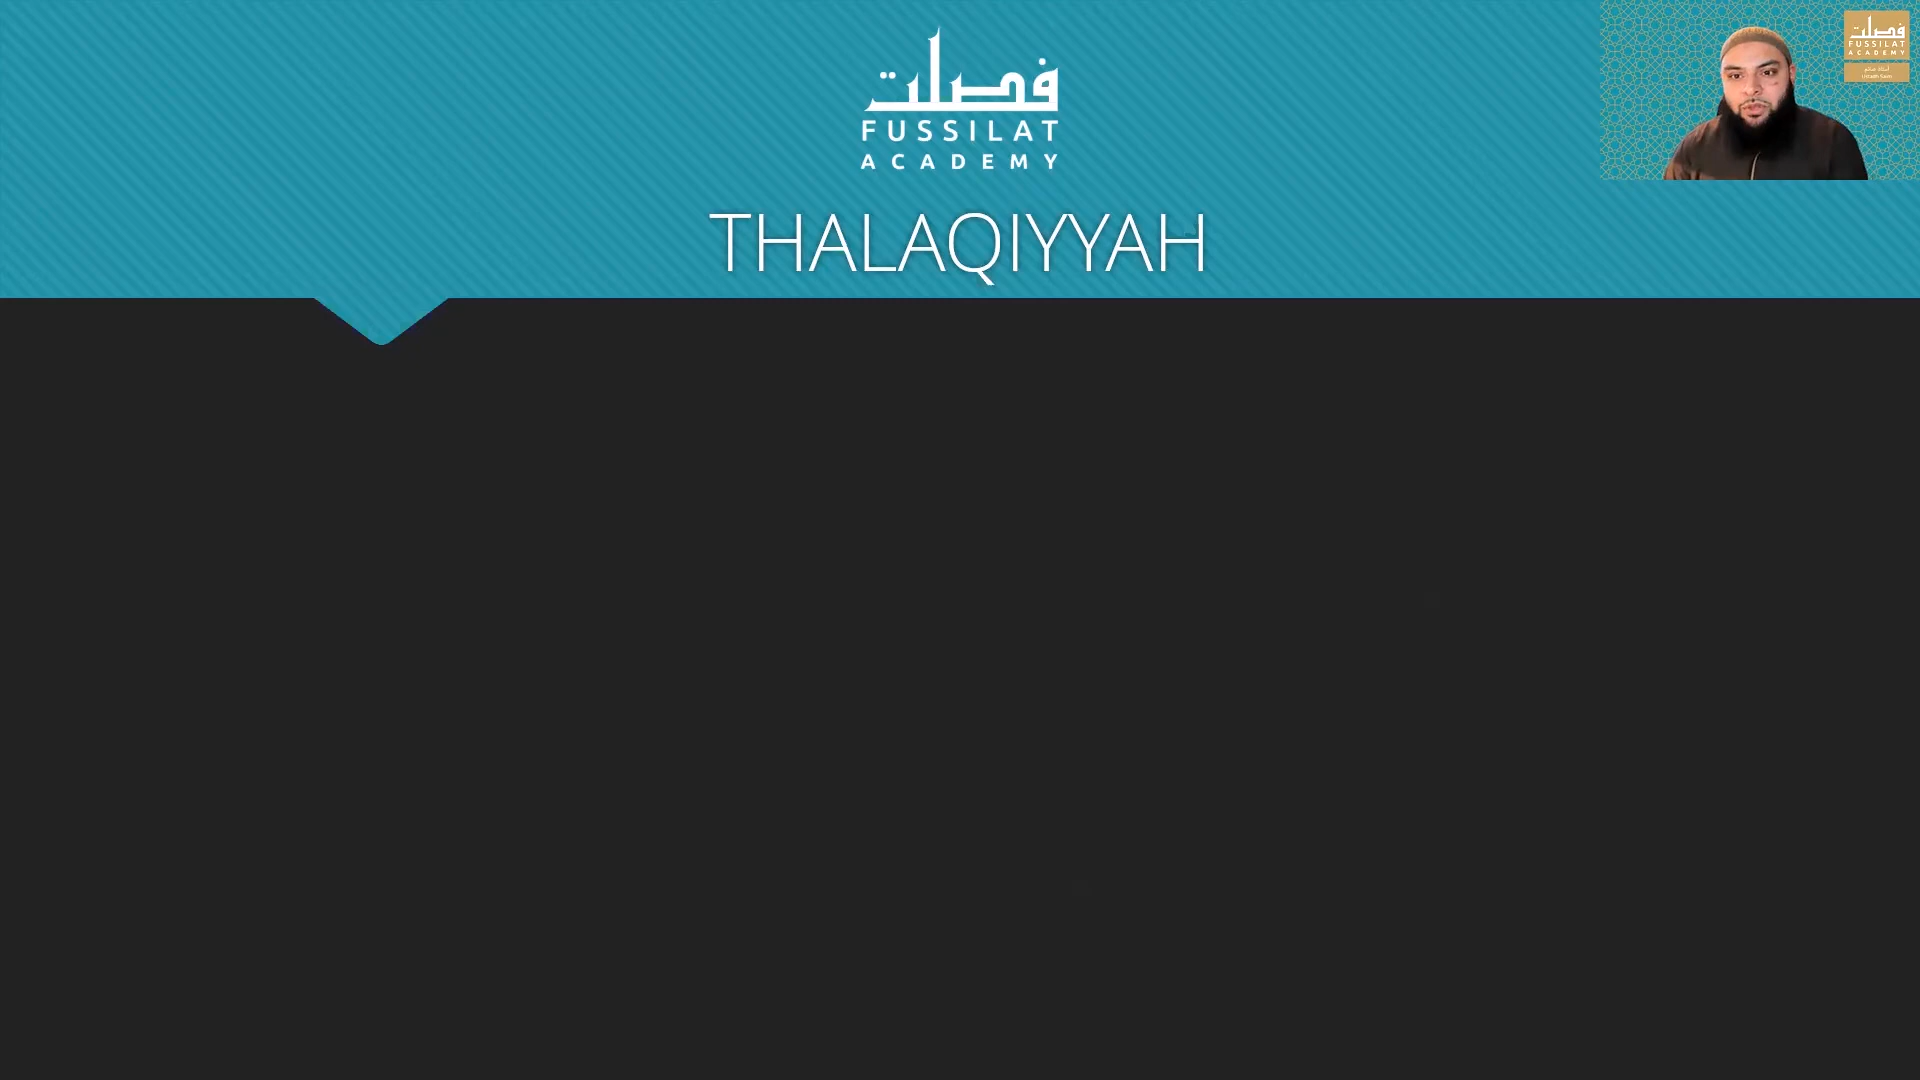 فصلت
FUSSILAT
ACADEMY
THALAQIYYAH
فصلت
FUSSILAT
ACADEMY